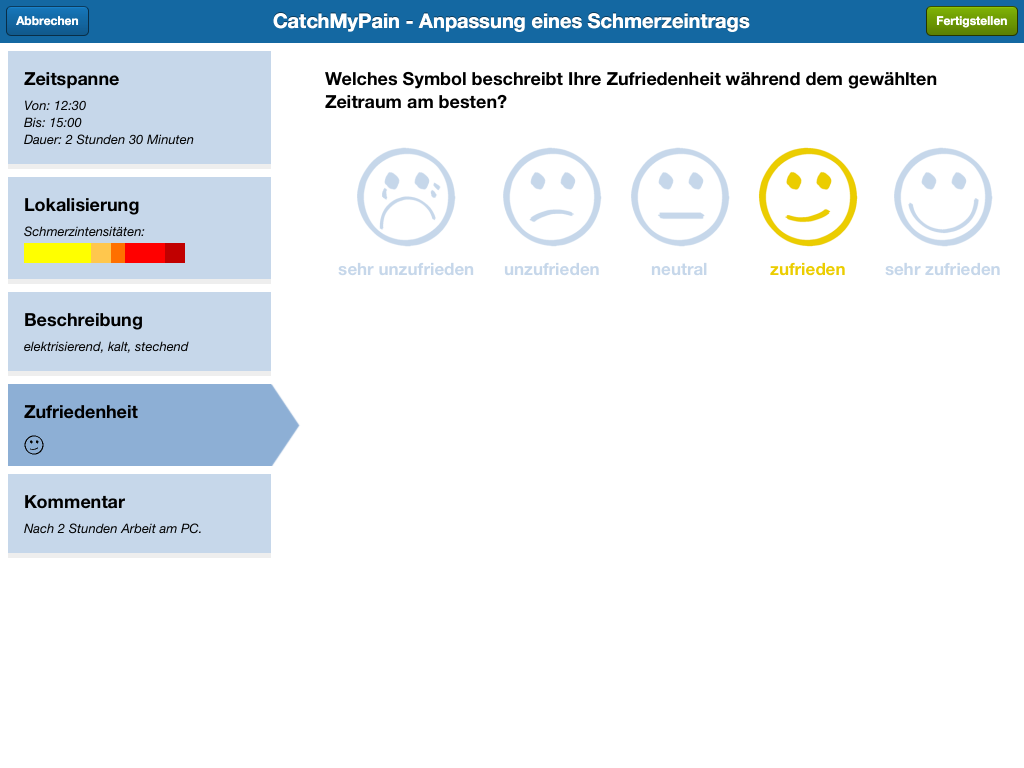 Abbrechen
CatchMyPain - Anpassung eines Schmerzeintrags
Fertigstellen
Zeitspanne
Von: 12:30
Bis: 15:00
Dauer: 2 Stunden 30 Minuten
Lokalisierung
Schmerzintensitäten:
Beschreibung
elektrisierend, kalt, stechend
Zufriedenheit
Kommentar
Nach 2 Stunden Arbeit am PC.
Welches Symbol beschreibt Ihre Zufriedenheit während dem gewählten
Zeitraum am besten?
sehr unzufrieden
unzufrieden
neutral
zufrieden
sehr zufrieden